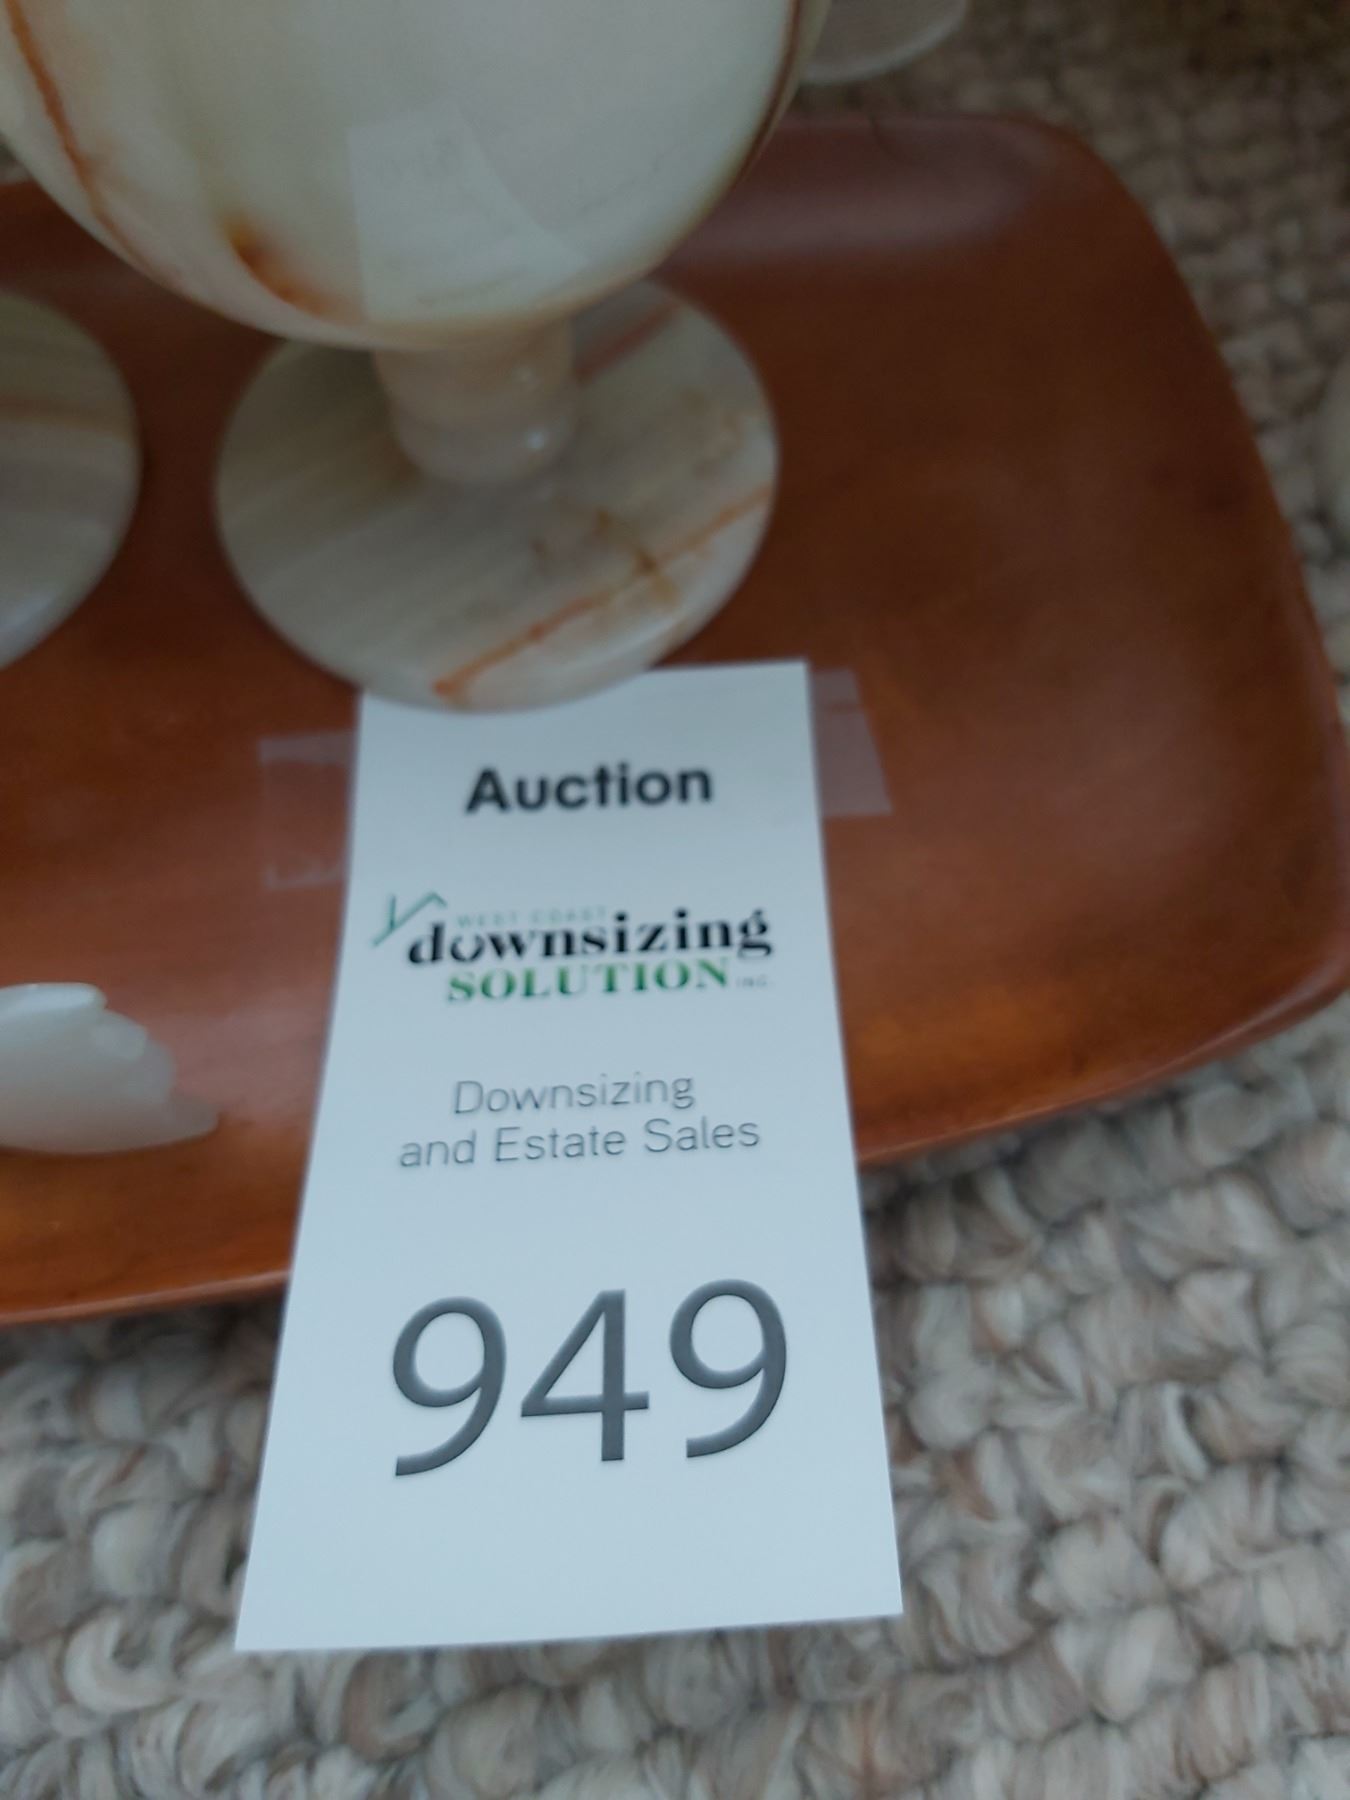 Auction
WEST COAST
downsizing
SOLUTION INC.
Downsizing
and Estate Sales
949